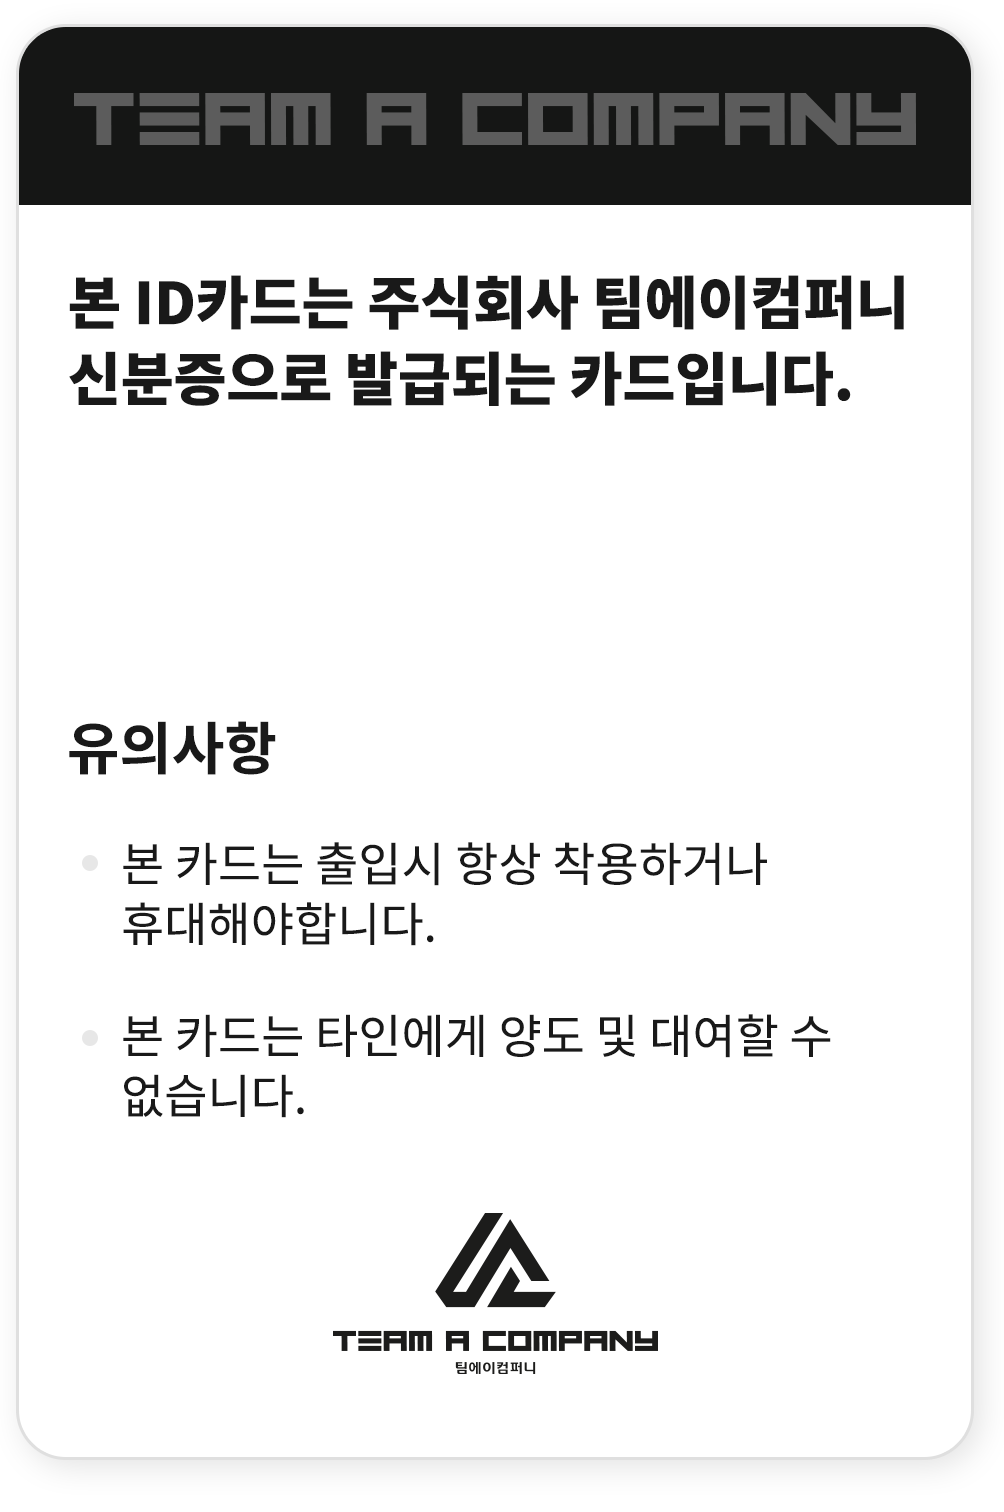 TEAM A COMPANY
본 ID카드는 주식회사 팀에이컴퍼니
신분증으로 발급되는 카드입니다.
유의사항
본 카드는 출입시 항상 착용하거나
휴대해야합니다.
본 카드는 타인에게 양도 및 대여할 수
없습니다.
TEAM A COMPANY
팀에이컴퍼니